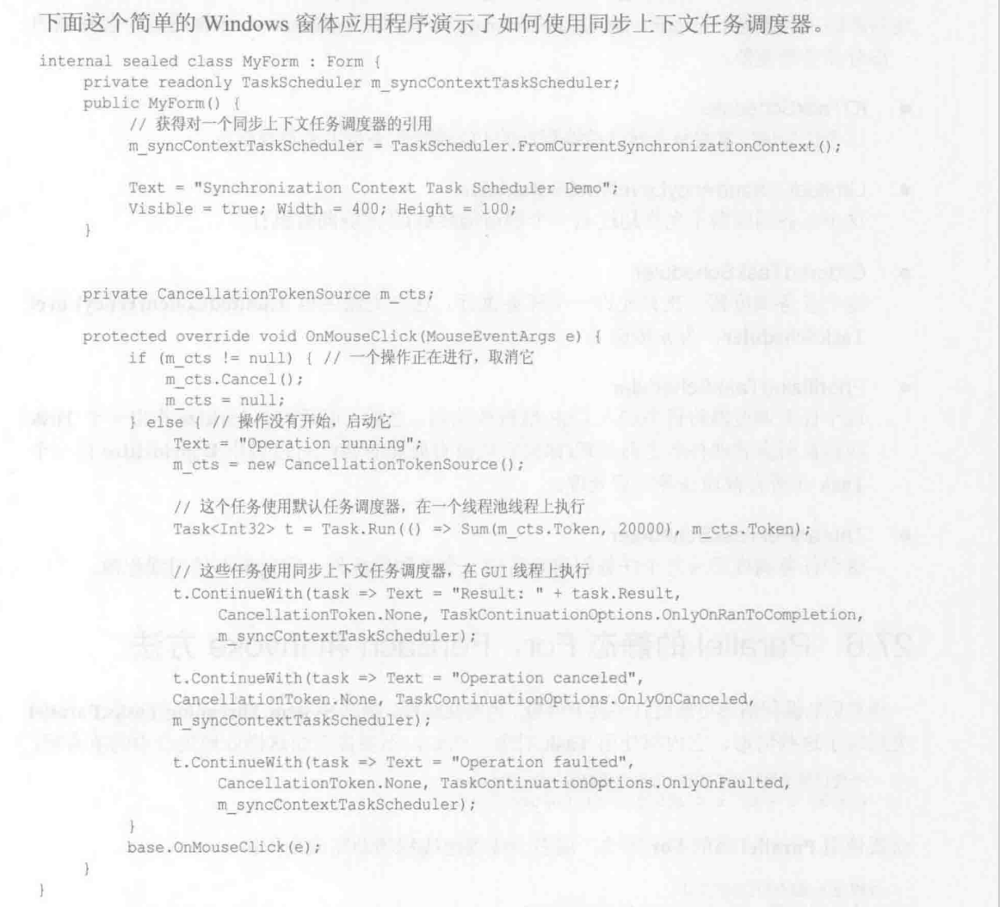 下面这个简单的 Windows 窗体应用程序演示了如何使用同步上下文任务调度器。
internal sealed class MyForm : Form {
private readonly TaskScheduler m_syncContextTaskScheduler;
public MyForm() {
// 获得对一个同步上下文任务调度器的引用
m_syncContextTaskScheduler = TaskScheduler.FromCurrentSynchronizationContext();
Text = "Synchronization Context Task Scheduler Demo";
Visible = true; Width = 400; Height = 100;
}
private CancellationTokenSource m_cts;
protected override void OnMouseClick(MouseEventArgs e) {
if (m_cts != null) { // 一个操作正在进行，取消它
m_cts.Cancel();
m_cts = null;
} else { // 操作没有开始，启动它
Text = "Operation running";
m_cts = new CancellationTokenSource();
// 这个任务使用默认任务调度器，在一个线程池线程上执行
Task<Int32> t = Task.Run(() => Sum(m_cts.Token, 20000), m_cts.Token);
// 这些任务使用同步上下文任务调度器，在 GUI 线程上执行
t.ContinueWith(task => Text = "Result: " + task.Result,
CancellationToken.None, TaskContinuationOptions.OnlyOnRanToCompletion,
m_syncContextTaskScheduler);
t.ContinueWith(task => Text = "Operation canceled",
CancellationToken.None, TaskContinuationOptions.OnlyOnCanceled,
m_syncContextTaskScheduler);
t.ContinueWith(task => Text = "Operation faulted",
CancellationToken.None, TaskContinuationOptions.OnlyOnFaulted,
m_syncContextTaskScheduler);
}
base.OnMouseClick(e);
}
}